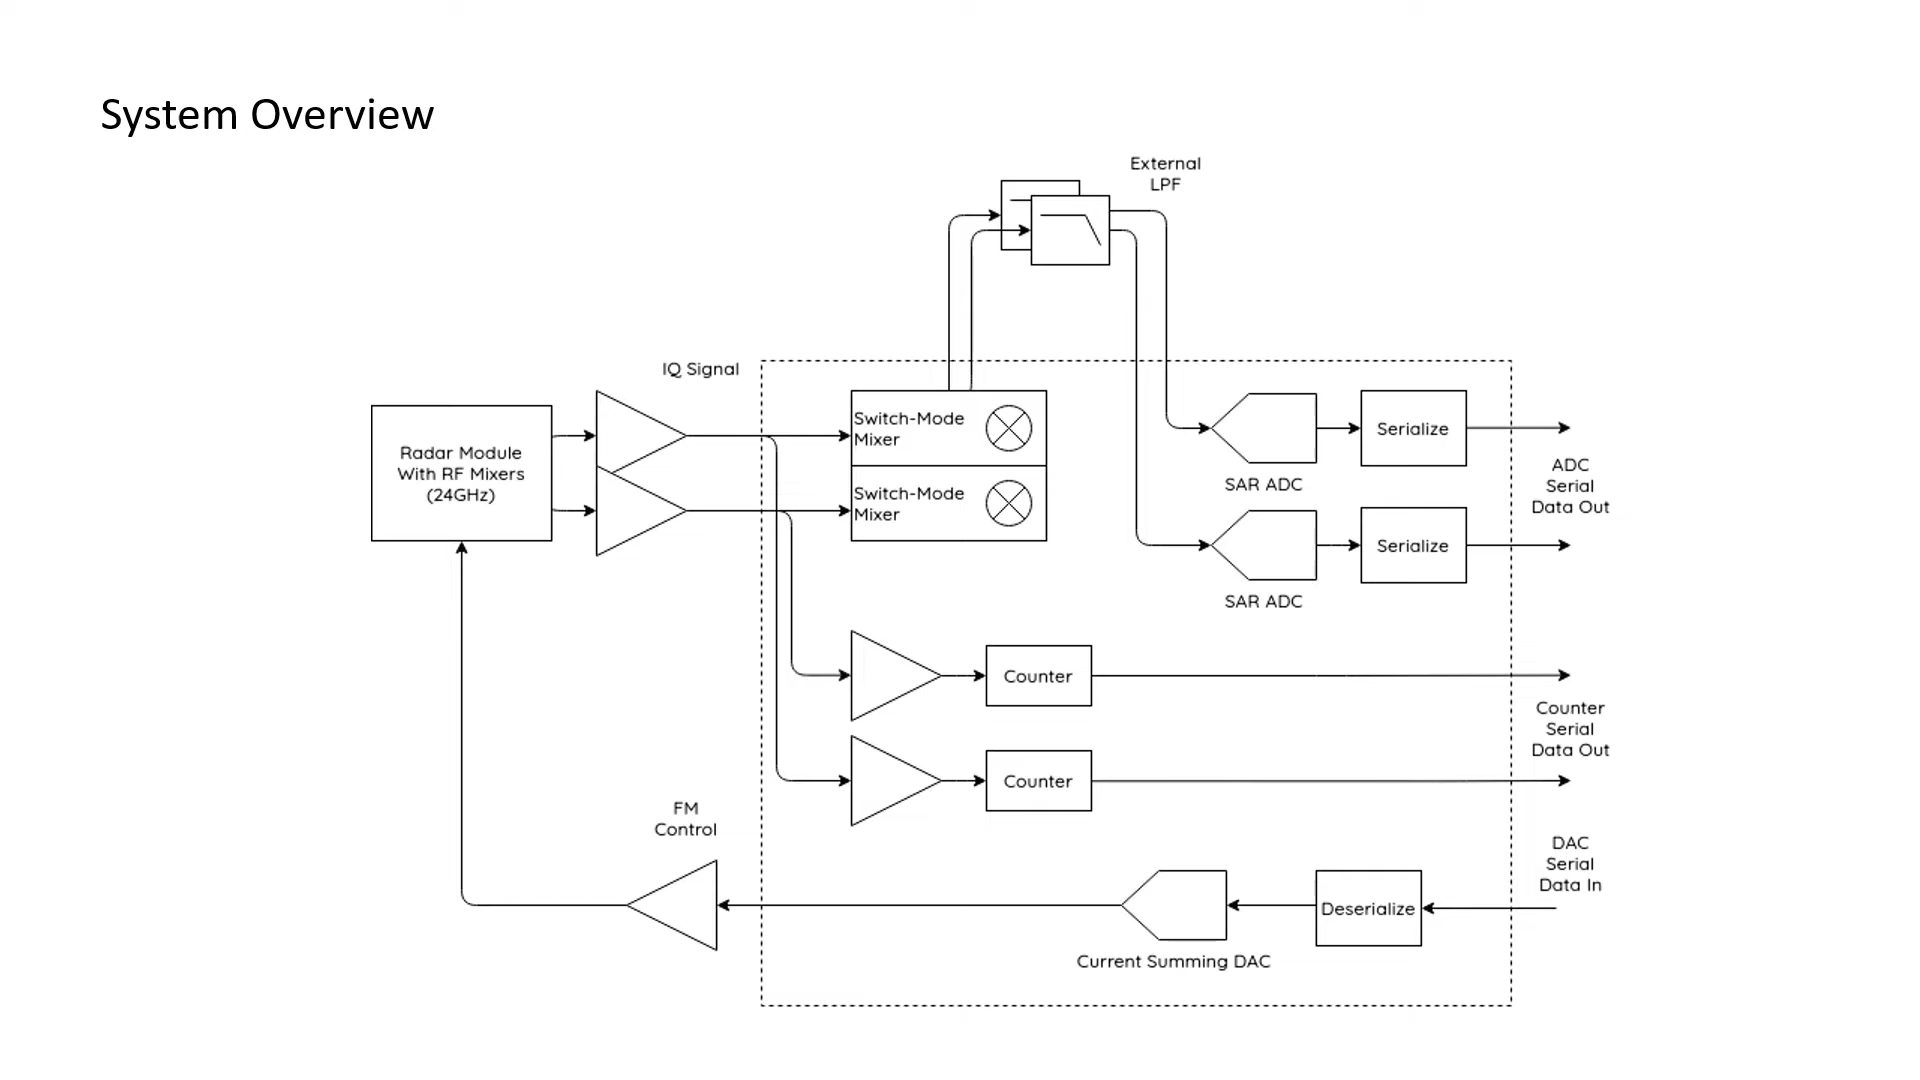 System Overview
External
LPF
IQ Signal
Radar Module
With RF Mixers
(24GHz)
Switch-Mode
Mixer
Switch-Mode
Mixer
SAR ADC
Serialize
ADC
Serial
Data Out
SAR ADC
Serialize
Counter
Counter
Serial
Data Out
Counter
FM
Control
Current Summing DAC
Deserialize
DAC
Serial
Data In